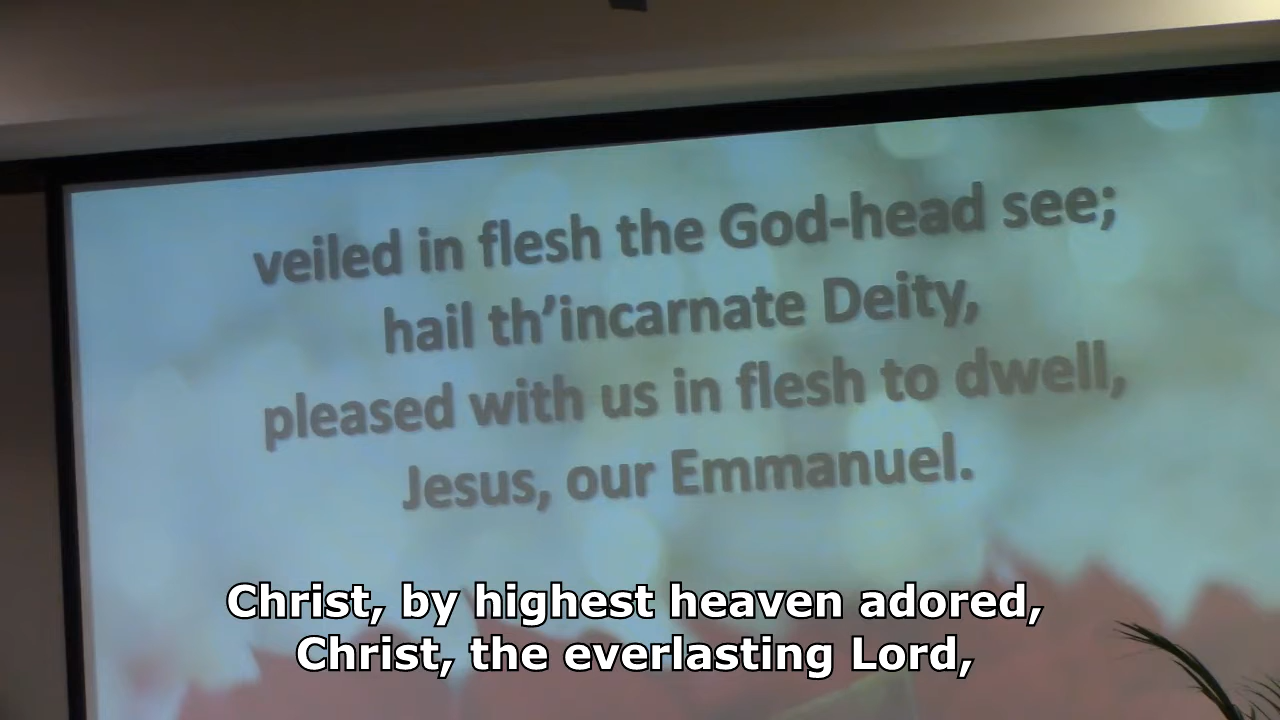 veiled in flesh the God-head see;
hail th’incarnate Deity,
pleased with us in flesh to dwell,
Jesus, our Emmanuel.
Christ, by highest heaven adored,
Christ, the everlasting Lord,